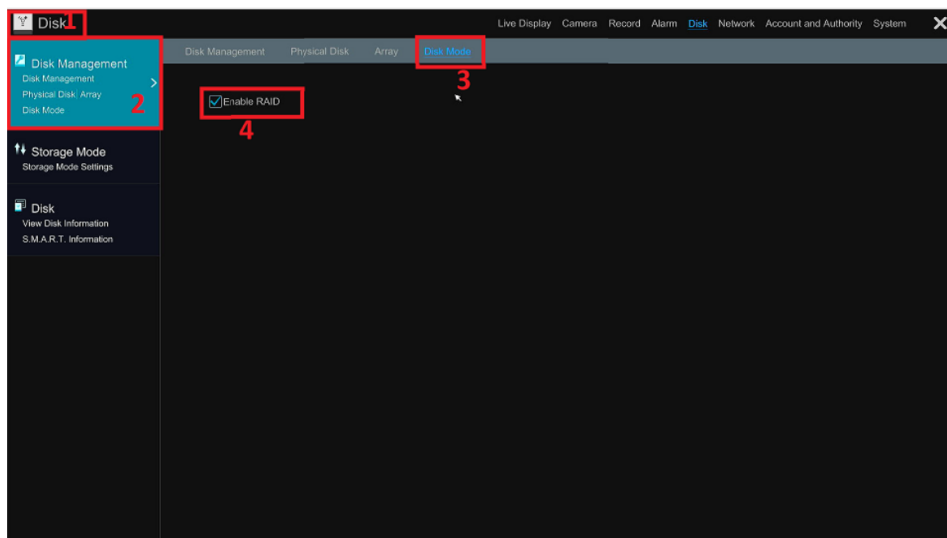 Disk 1
Live Display Camera Record Alarm Disk Network Account and Authority System X
Disk Management
Disk Management
Physical Disk Array
Disk Mode
2
Disk Management Physical Disk Array Disk Mode
3
Enable RAID
4
Storage Mode
Storage Mode Settings
Disk
View Disk Information
S.M.A.R.T. Information